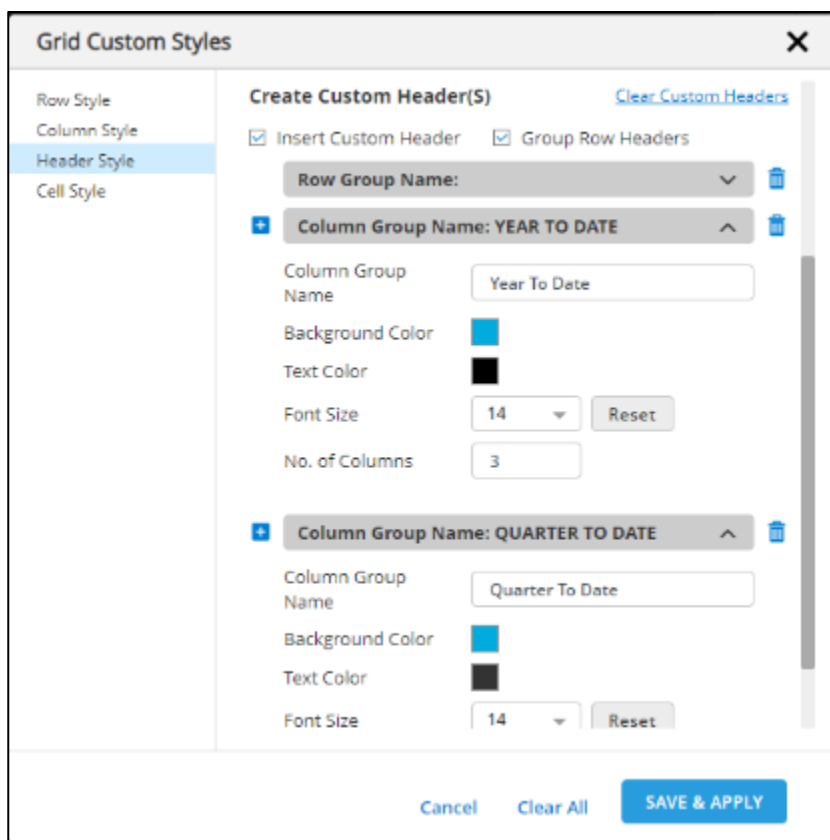 Grid Custom Styles
Row Style
Column Style
Header Style
Cell Style
Create Custom Header(S)
Clear Custom Headers
Insert Custom Header
Group Row Headers
Row Group Name:
Column Group Name: YEAR TO DATE
Column Group
Name
Year To Date
Background Color
Text Color
Font Size
14
Reset
No. of Columns
3
Column Group Name: QUARTER TO DATE
Column Group
Name
Quarter To Date
Background Color
Text Color
Font Size
14
Reset
Cancel
Clear All
SAVE & APPLY